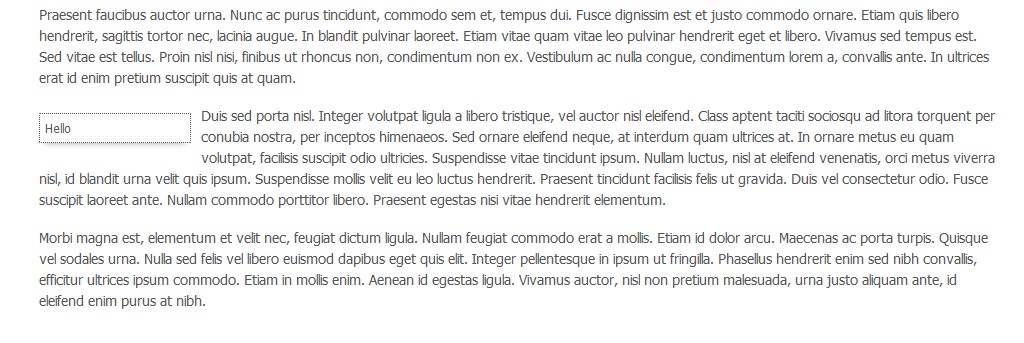 Praesent faucibus auctor urna. Nunc ac purus tincidunt, commodo sem et, tempus dui. Fusce dignissim est et justo commodo ornare. Etiam quis libero
hendrerit, sagittis tortor nec, lacinia augue. In blandit pulvinar laoreet. Etiam vitae quam vitae leo pulvinar hendrerit eget et libero. Vivamus sed tempus est.
Sed vitae est tellus. Proin nisl nisi, finibus ut rhoncus non, condimentum non ex. Vestibulum ac nulla congue, condimentum lorem a, convallis ante. In ultrices
erat id enim pretium suscipit quis at quam.
Hello
Duis sed porta nisl. Integer volutpat ligula a libero tristique, vel auctor nisl eleifend. Class aptent taciti sociosqu ad litora torquent per
conubia nostra, per inceptos himenaeos. Sed ornare eleifend neque, at interdum quam ultrices at. In ornare metus eu quam
volutpat, facilisis suscipit odio ultricies. Suspendisse vitae tincidunt ipsum. Nullam luctus, nisl at eleifend venenatis, orci metus viverra
nisl, id blandit urna velit quis ipsum. Suspendisse mollis velit eu leo luctus hendrerit. Praesent tincidunt facilisis felis ut gravida. Duis vel consectetur odio. Fusce
suscipit laoreet ante. Nullam commodo porttitor libero. Praesent egestas nisi vitae hendrerit elementum.
Morbi magna est, elementum et velit nec, feugiat dictum ligula. Nullam feugiat commodo erat a mollis. Etiam id dolor arcu. Maecenas ac porta turpis. Quisque
vel sodales urna. Nulla sed felis vel libero euismod dapibus eget quis elit. Integer pellentesque in ipsum ut fringilla. Phasellus hendrerit enim sed nibh convallis,
efficitur ultrices ipsum commodo. Etiam in mollis enim. Aenean id egestas ligula. Vivamus auctor, nisl non pretium malesuada, urna justo aliquam ante, id
eleifend enim purus at nibh.